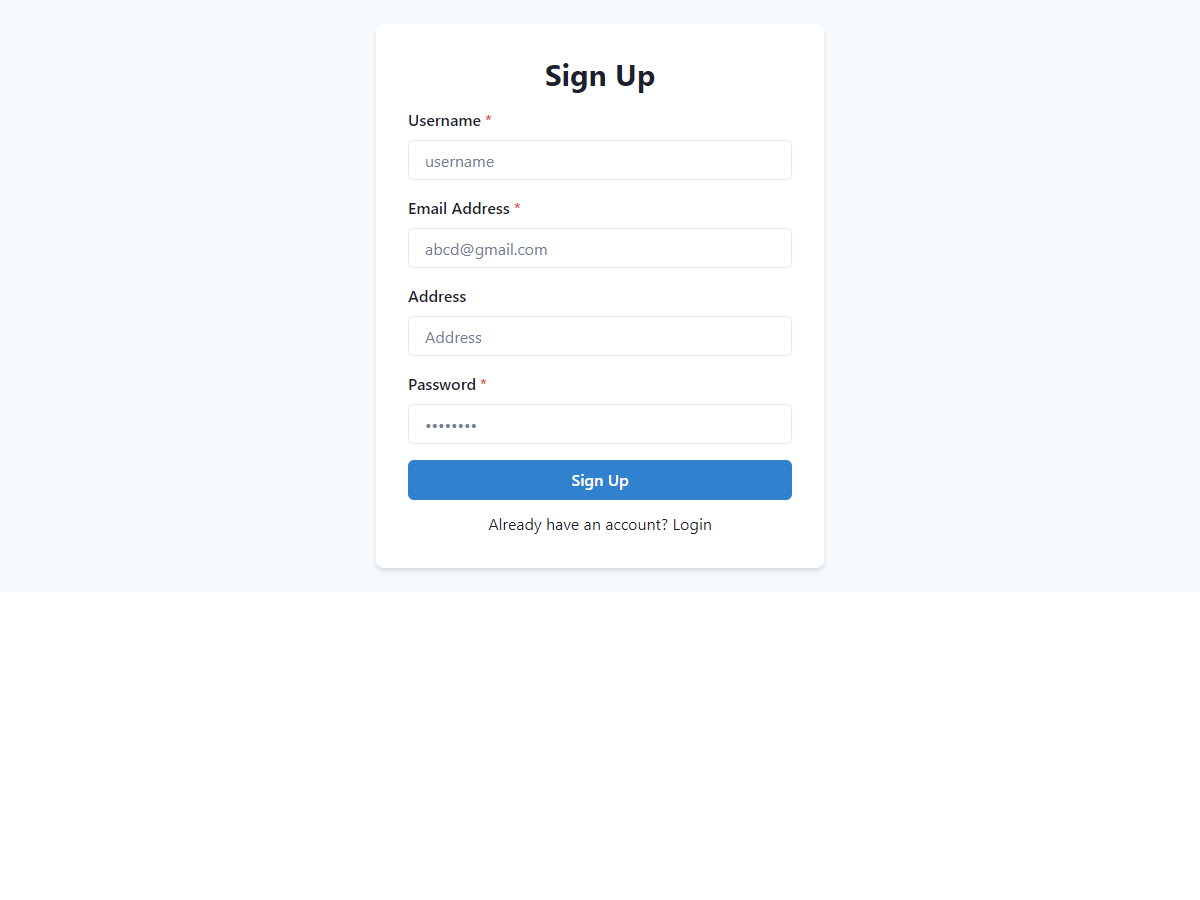 Sign Up
Username *
username
Email Address *
abcd@gmail.com
Address
Address
Password *
••••••••
Sign Up
Already have an account? Login